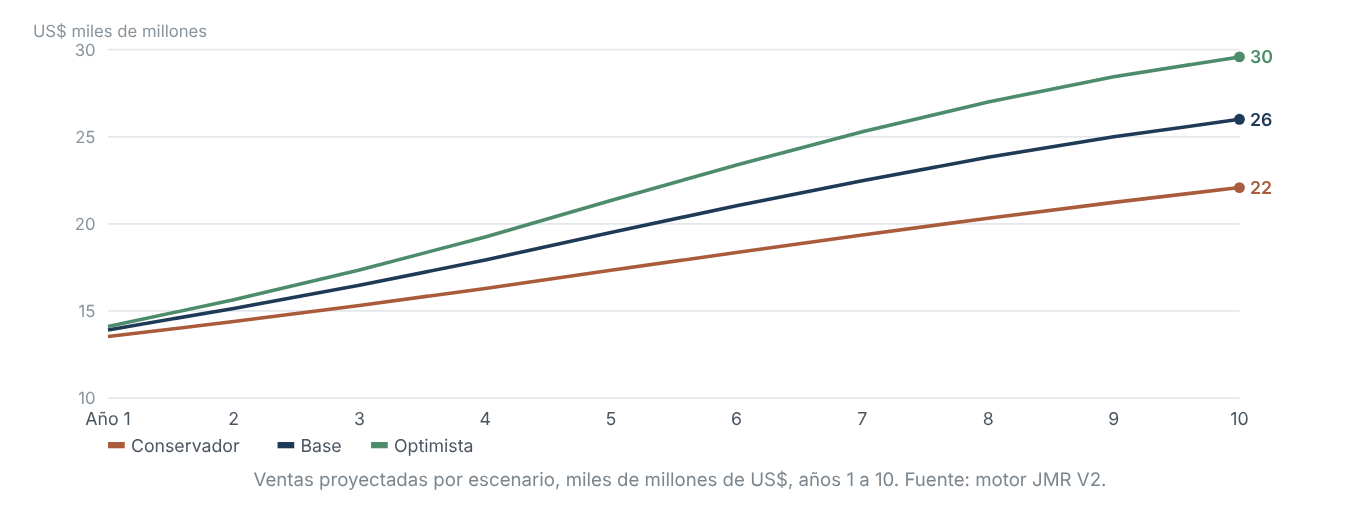 US$ miles de millones
30
25
20
15
10
30
26
22
Año 1 2 3 4 5 6 7 8 9 10
Conservador Base Optimista
Ventas proyectadas por escenario, miles de millones de US$, años 1 a 10. Fuente: motor JMR V2.